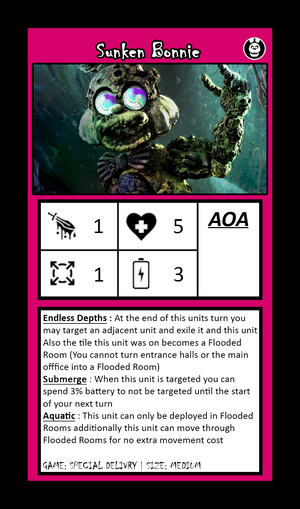 Sunken Bonnie
1
5
AOA
1
3
Endless Depths : At the end of this units turn you
may target an adjacent unit and exile it and this unit
Also the tile this unit was on becomes a Flooded
Room (You cannot turn entrance halls or the main
offfice into a Flooded Room)
Submerge : When this unit is targeted you can
spend 3% battery to not be targeted until the start
of your next turn
Aquatic : This unit can only be deployed in Flooded
Rooms additionally this unit can move through
Flooded Rooms for no extra movement cost
GAME: SPECIAL DELIVRY | SIZE: MEDIUM